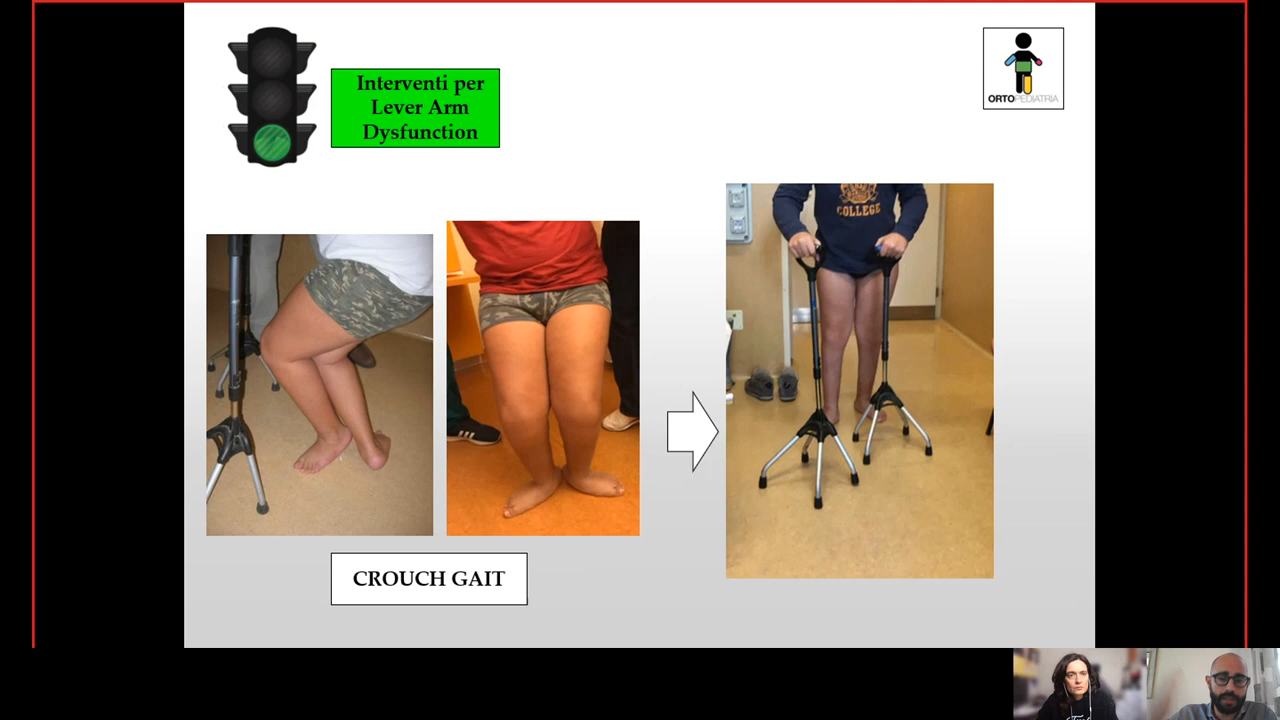 Interventi per
Lever Arm
Dysfunction
ORTOPEDIATRIA
COLLEGE
CROUCH GAIT